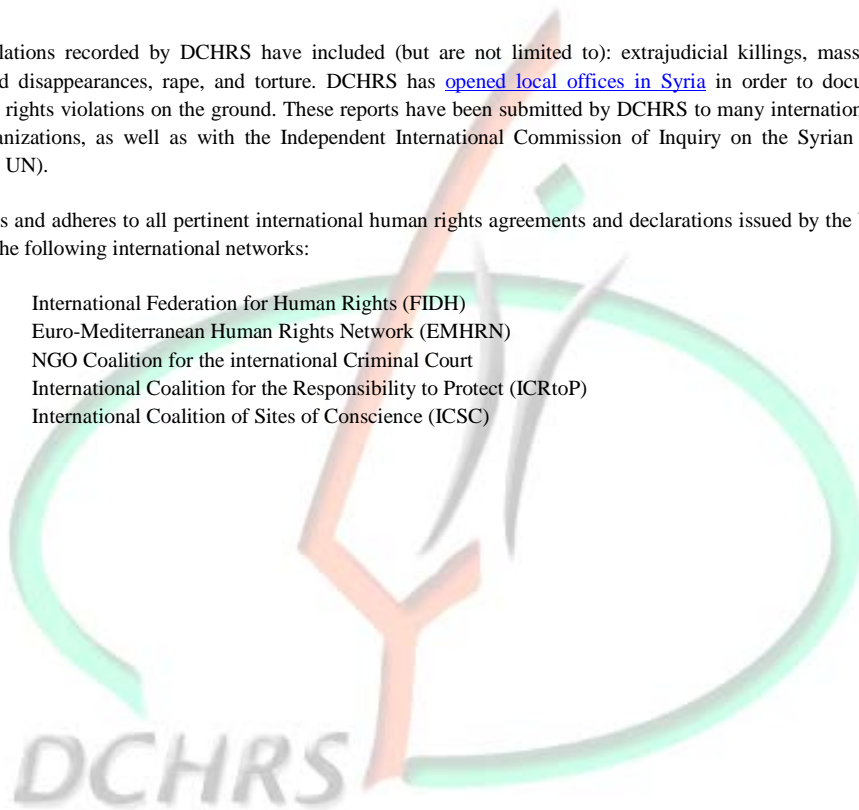 lations recorded by DCHRS have included (but are not limited to): extrajudicial killings, mass
d disappearances, rape, and torture. DCHRS has opened local offices in Syria in order to docu
rights violations on the ground. These reports have been submitted by DCHRS to many internation
anizations, as well as with the Independent International Commission of Inquiry on the Syrian
UN).
s and adheres to all pertinent international human rights agreements and declarations issued by the
he following international networks:
International Federation for Human Rights (FIDH)
Euro-Mediterranean Human Rights Network (EMHRN)
NGO Coalition for the international Criminal Court
International Coalition for the Responsibility to Protect (ICRtoP)
International Coalition of Sites of Conscience (ICSC)
DCHRS